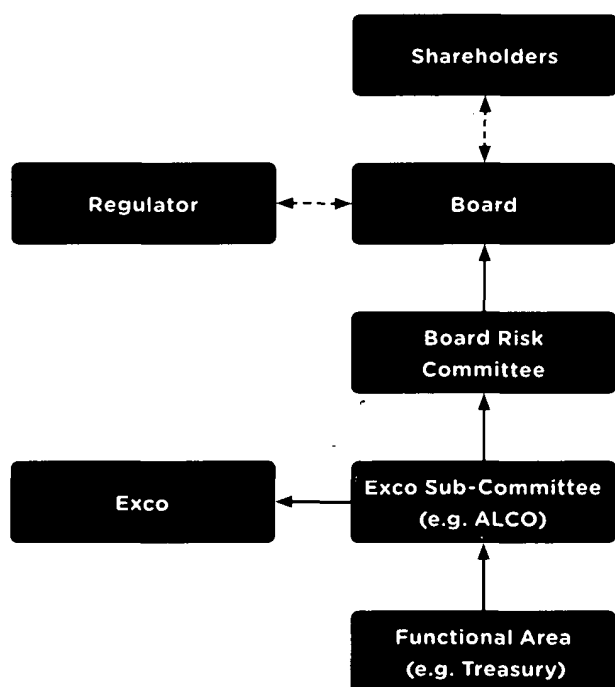 Shareholders
Regulator
Board
Board Risk
Committee
Exco
Exco Sub-Committee
(e.g. ALCO)
Functional Area
(e.g. Treasury)